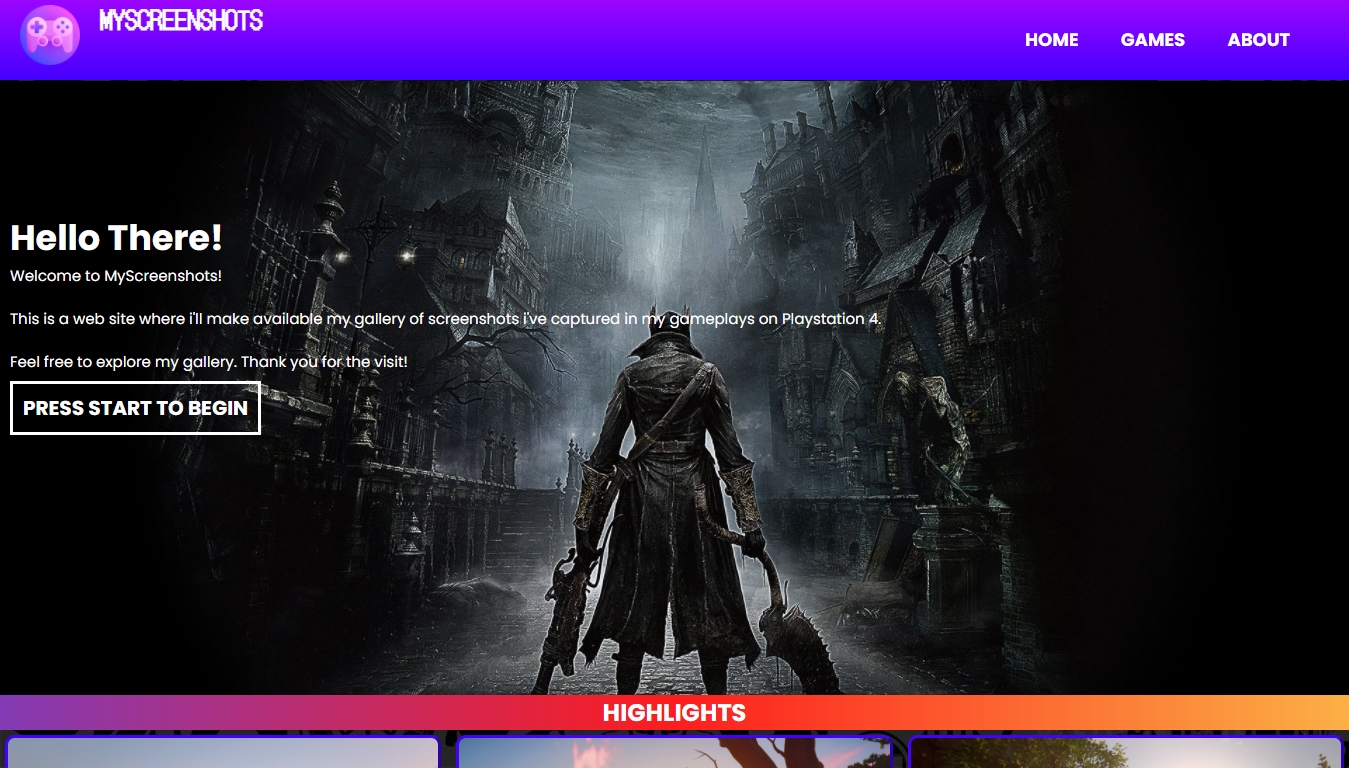 MYSCREENSHOTS
HOME GAMES ABOUT
Hello There!
Welcome to MyScreenshots!
This is a web site where i'll make available my gallery of screenshots i've captured in my gameplays on Playstation 4.
Feel free to explore my gallery. Thank you for the visit!
PRESS START TO BEGIN
HIGHLIGHTS